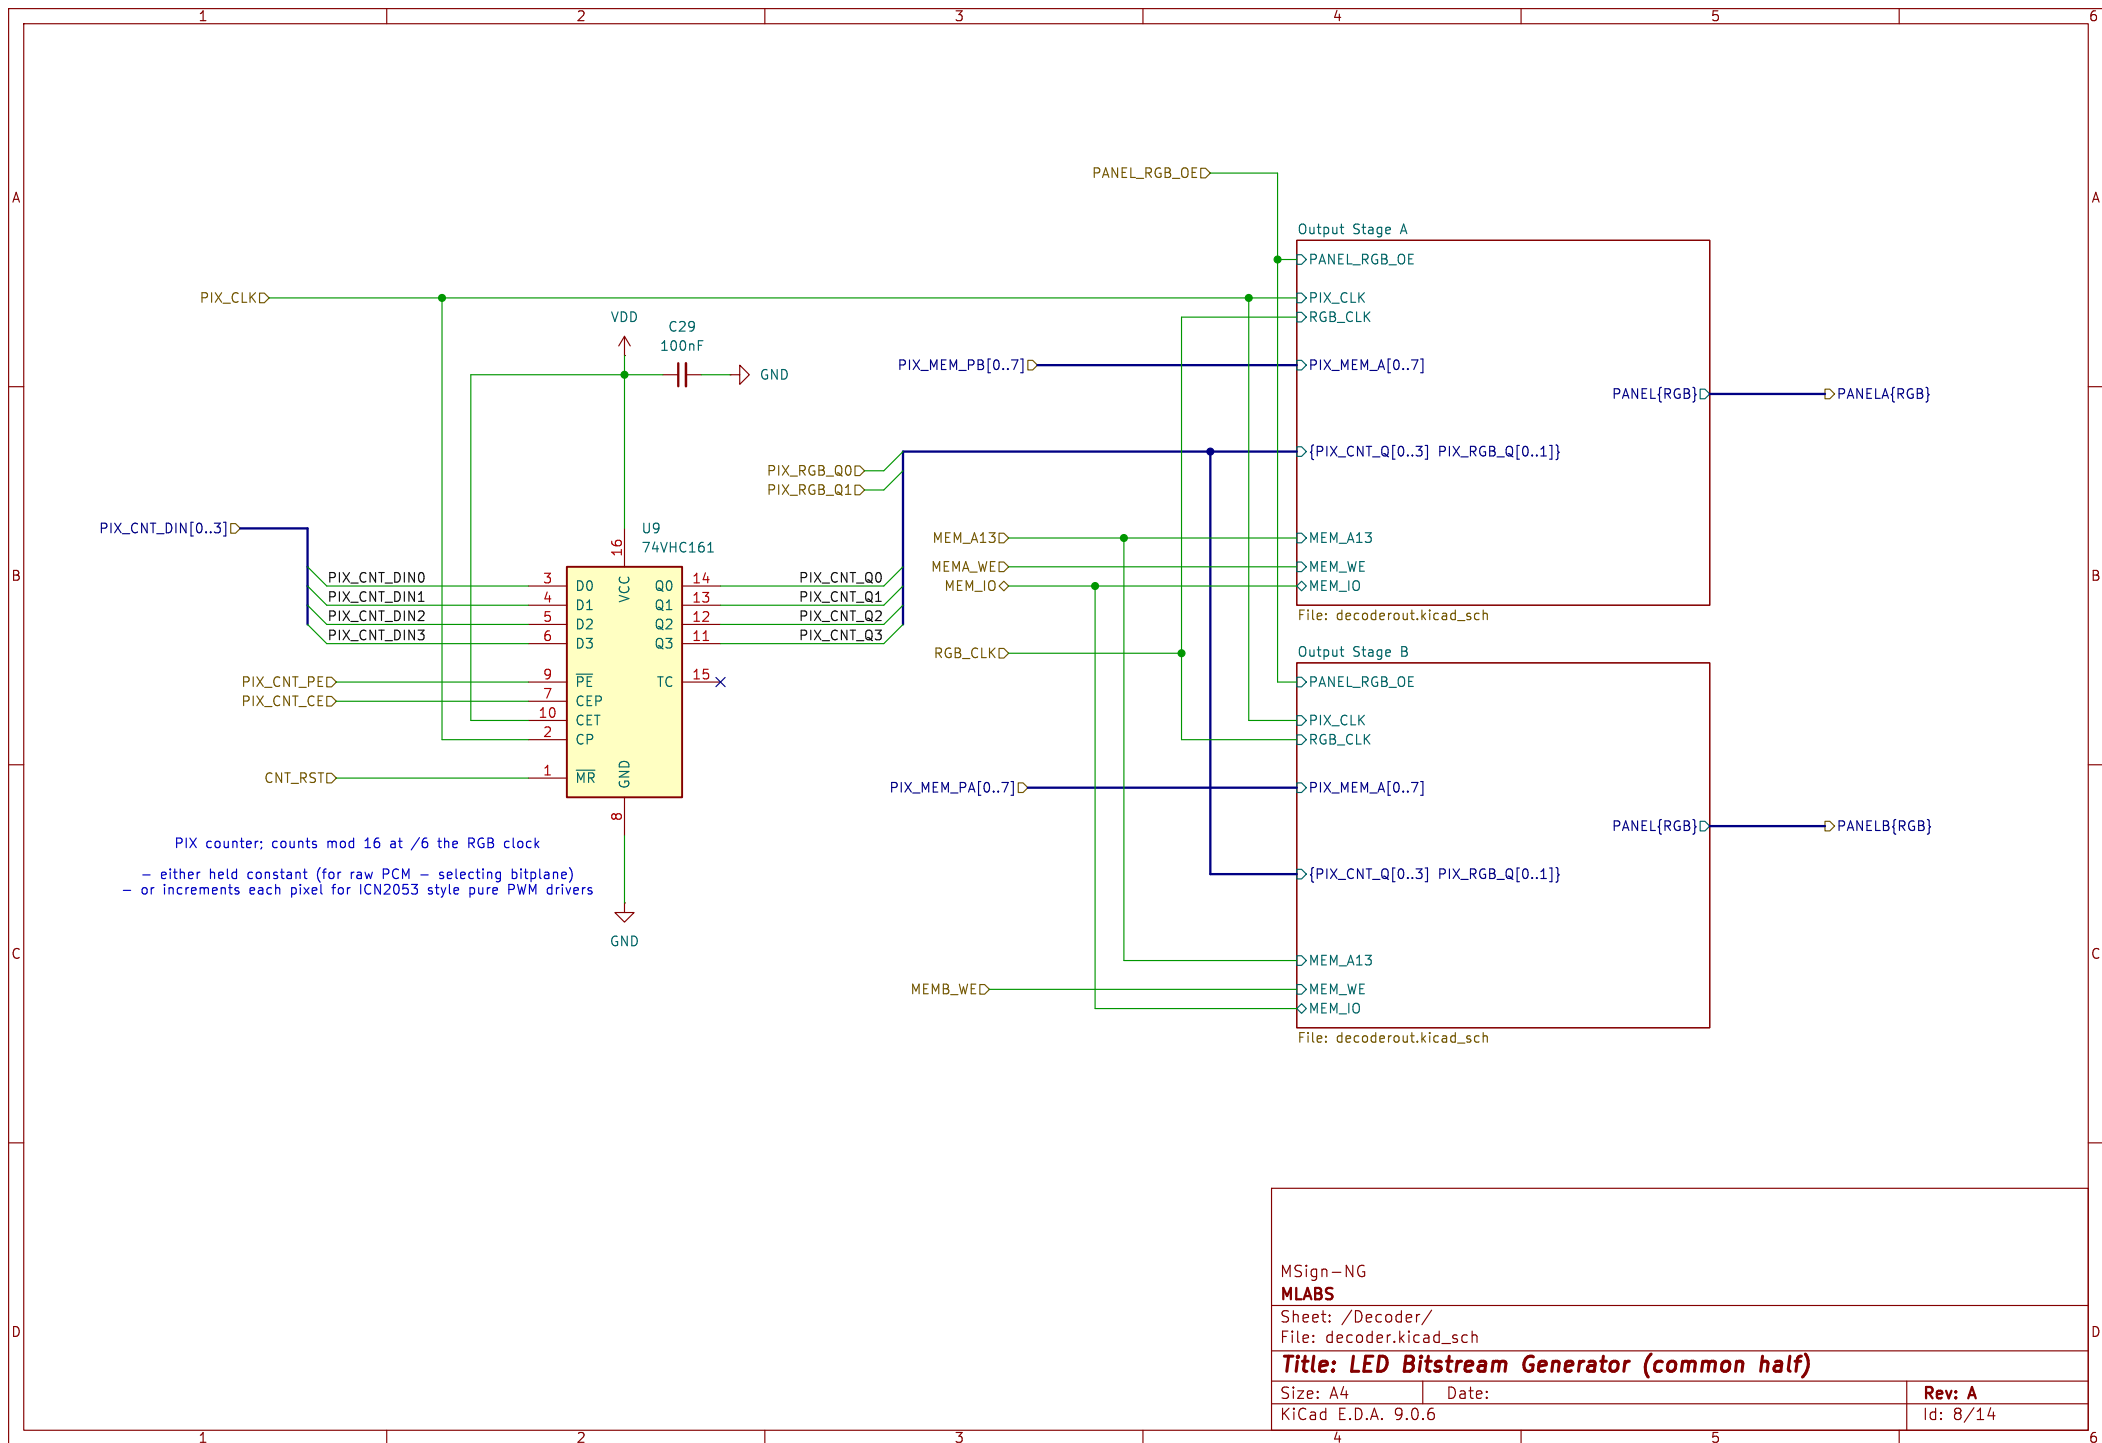 1 2 3 4 5 6
A A
B B
C C
D D
PANEL_RGB_OE
PIX_CLK
VDD
C29
100nF
GND
PIX_MEM_PB[0..7]
PIX_RGB_Q0
PIX_RGB_Q1
PIX_CNT_DIN[0..3]
U9
74VHC161
16
VCC
PIX_CNT_DIN0 3 D0 Q0 14 PIX_CNT_Q0
PIX_CNT_DIN1 4 D1 Q1 13 PIX_CNT_Q1
PIX_CNT_DIN2 5 D2 Q2 12 PIX_CNT_Q2
PIX_CNT_DIN3 6 D3 Q3 11 PIX_CNT_Q3
PIX_CNT_PE 9 PE TC 15
PIX_CNT_CE 7 CEP
10 CET
2 CP
CNT_RST 1 MR
GND
8
GND
PIX counter; counts mod 16 at /6 the RGB clock
- either held constant (for raw PCM - selecting bitplane)
- or increments each pixel for ICN2053 style pure PWM drivers
MEM_A13
MEMA_WE
MEM_IO
RGB_CLK
PIX_MEM_PA[0..7]
MEMB_WE
Output Stage A
PANEL_RGB_OE
PIX_CLK
RGB_CLK
PIX_MEM_A[0..7]
PANEL{RGB} PANELA{RGB}
{PIX_CNT_Q[0..3] PIX_RGB_Q[0..1]}
MEM_A13
MEM_WE
MEM_IO
File: decoderout.kicad_sch
Output Stage B
PANEL_RGB_OE
PIX_CLK
RGB_CLK
PIX_MEM_A[0..7]
PANEL{RGB} PANELB{RGB}
{PIX_CNT_Q[0..3] PIX_RGB_Q[0..1]}
MEM_A13
MEM_WE
MEM_IO
File: decoderout.kicad_sch
MSign-NG
MLABS
Sheet: /Decoder/
File: decoder.kicad_sch
Title: LED Bitstream Generator (common half)
Size: A4 Date: Rev: A
KiCad E.D.A. 9.0.6 Id: 8/14
1 2 3 4 5 6